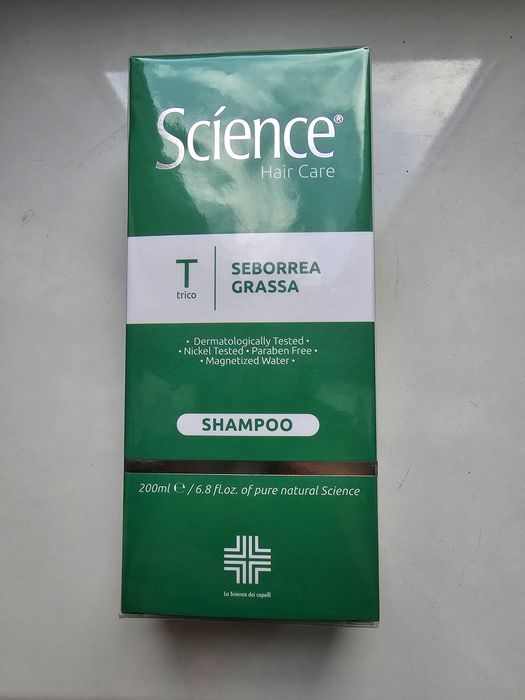 Scíence®
Hair Care
T
trico
SEBORREA
GRASSA
• Dermatologically Tested •
• Nickel Tested • Paraben Free •
• Magnetized Water •
SHAMPOO
200ml ℮ / 6.8 fl.oz. of pure natural Science
La Scienza dei capelli